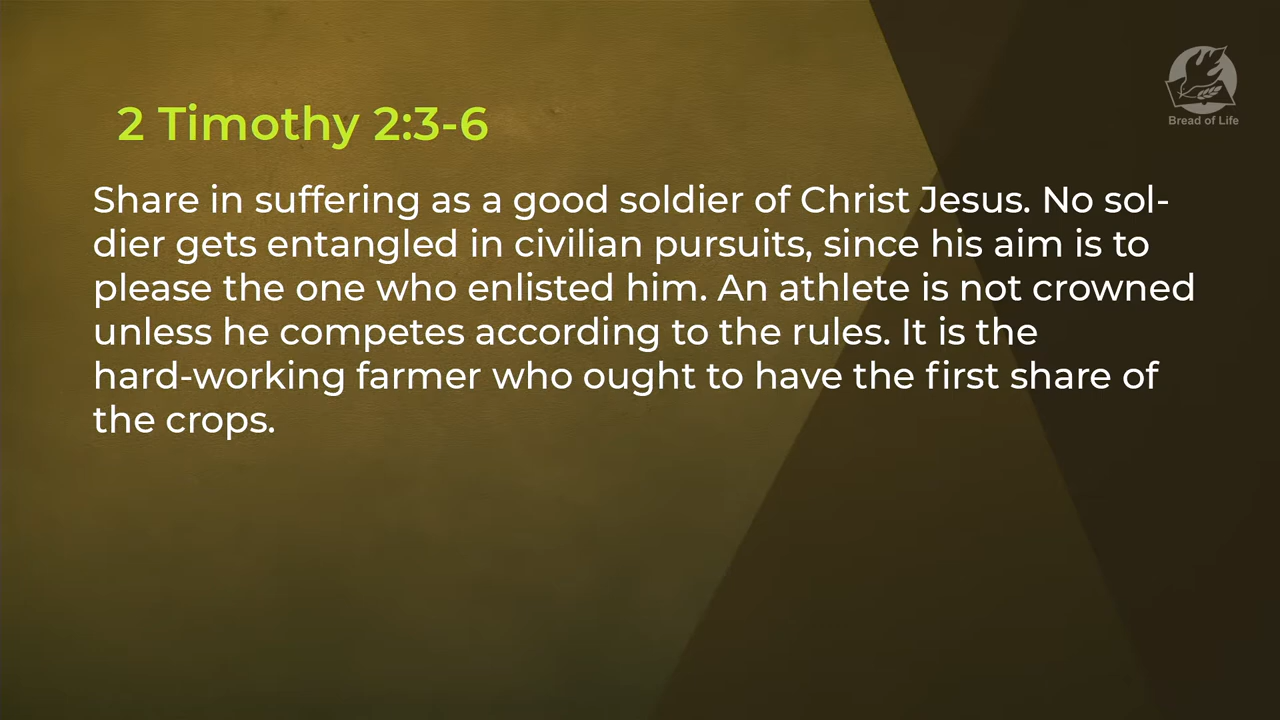 Bread of Life
2 Timothy 2:3-6
Share in suffering as a good soldier of Christ Jesus. No sol-
dier gets entangled in civilian pursuits, since his aim is to
please the one who enlisted him. An athlete is not crowned
unless he competes according to the rules. It is the
hard-working farmer who ought to have the first share of
the crops.